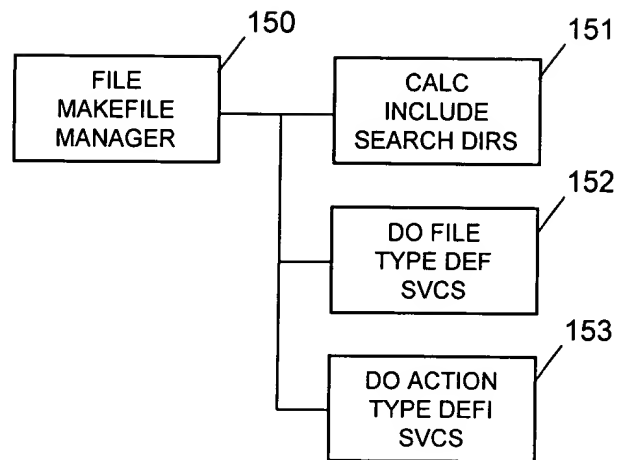 150
FILE
MAKEFILE
MANAGER
151
CALC
INCLUDE
SEARCH DIRS
152
DO FILE
TYPE DEF
SVCS
153
DO ACTION
TYPE DEFI
SVCS